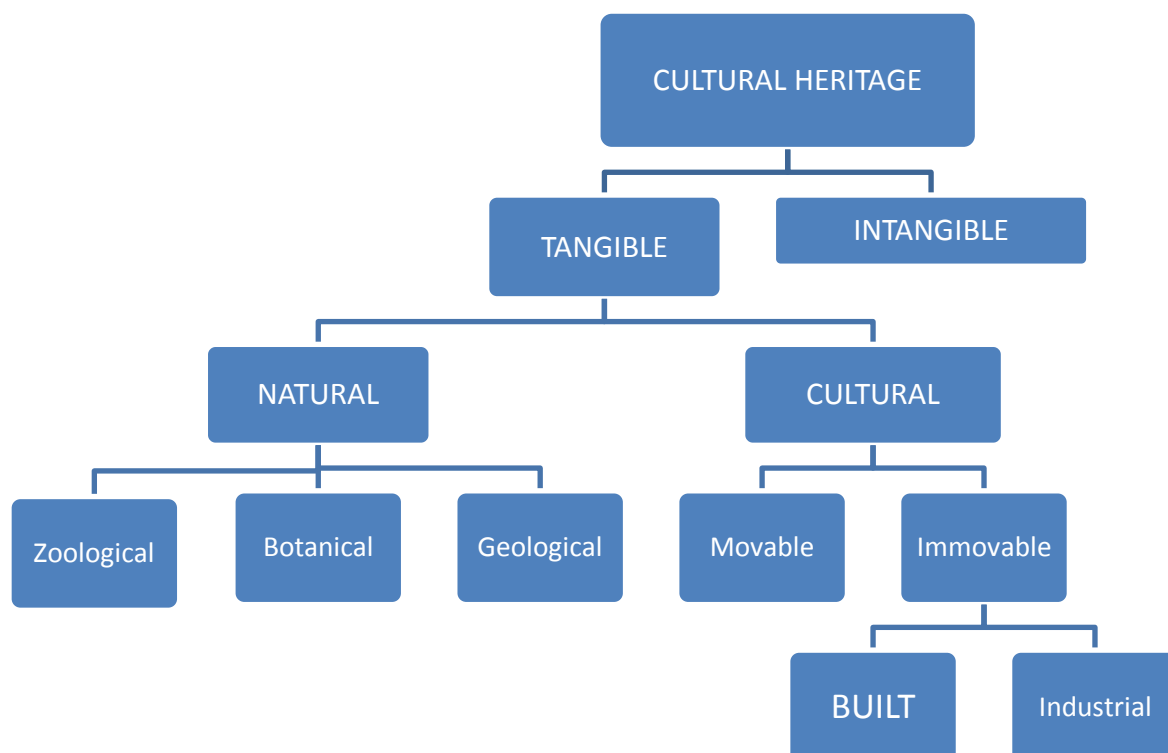 CULTURAL HERITAGE
TANGIBLE
INTANGIBLE
NATURAL
CULTURAL
Zoological
Botanical
Geological
Movable
Immovable
BUILT
Industrial